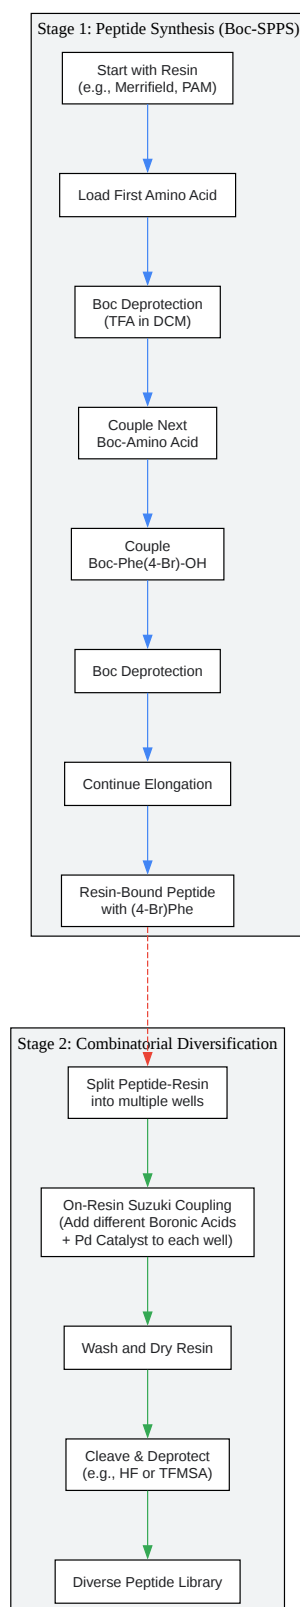 Stage 1: Peptide Synthesis (Boc-SPPS)
Start with Resin
(e.g., Merrifield, PAM)
Load First Amino Acid
Boc Deprotection
(TFA in DCM)
Couple Next
Boc-Amino Acid
Couple
Boc-Phe(4-Br)-OH
Boc Deprotection
Continue Elongation
Resin-Bound Peptide
with (4-Br)Phe
Stage 2: Combinatorial Diversification
Split Peptide-Resin
into multiple wells
On-Resin Suzuki Coupling
(Add different Boronic Acids
+ Pd Catalyst to each well)
Wash and Dry Resin
Cleave & Deprotect
(e.g., HF or TFMSA)
Diverse Peptide Library